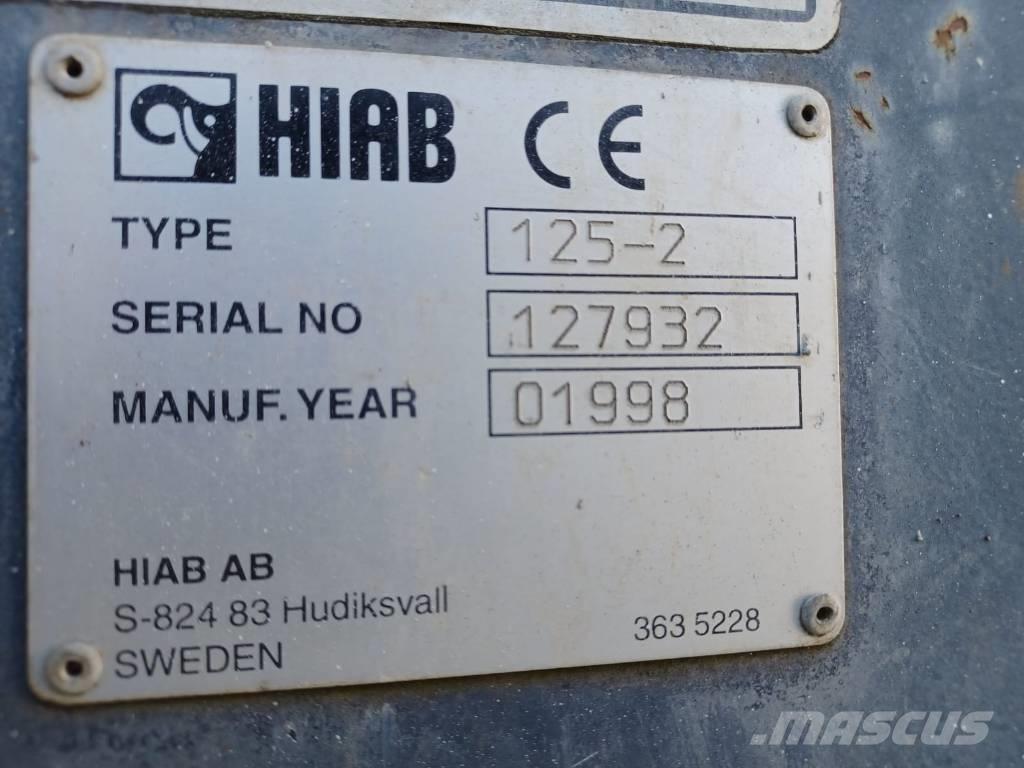 HIAB CE
TYPE 125-2
SERIAL NO 127932
MANUF. YEAR 01998
HIAB AB
S-824 83 Hudiksvall
SWEDEN
363 5228
MASCUS